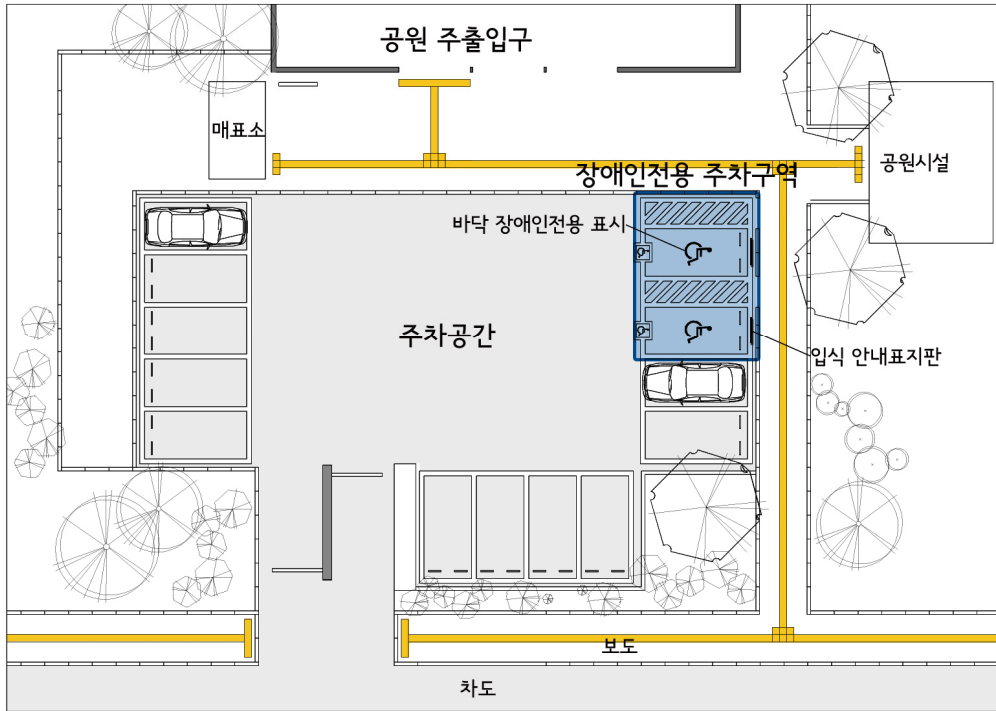 공원 주출입구
매표소
장애인전용 주차구역
공원시설
바닥 장애인전용 표시
주차공간
입식 안내표지판
보도
차도